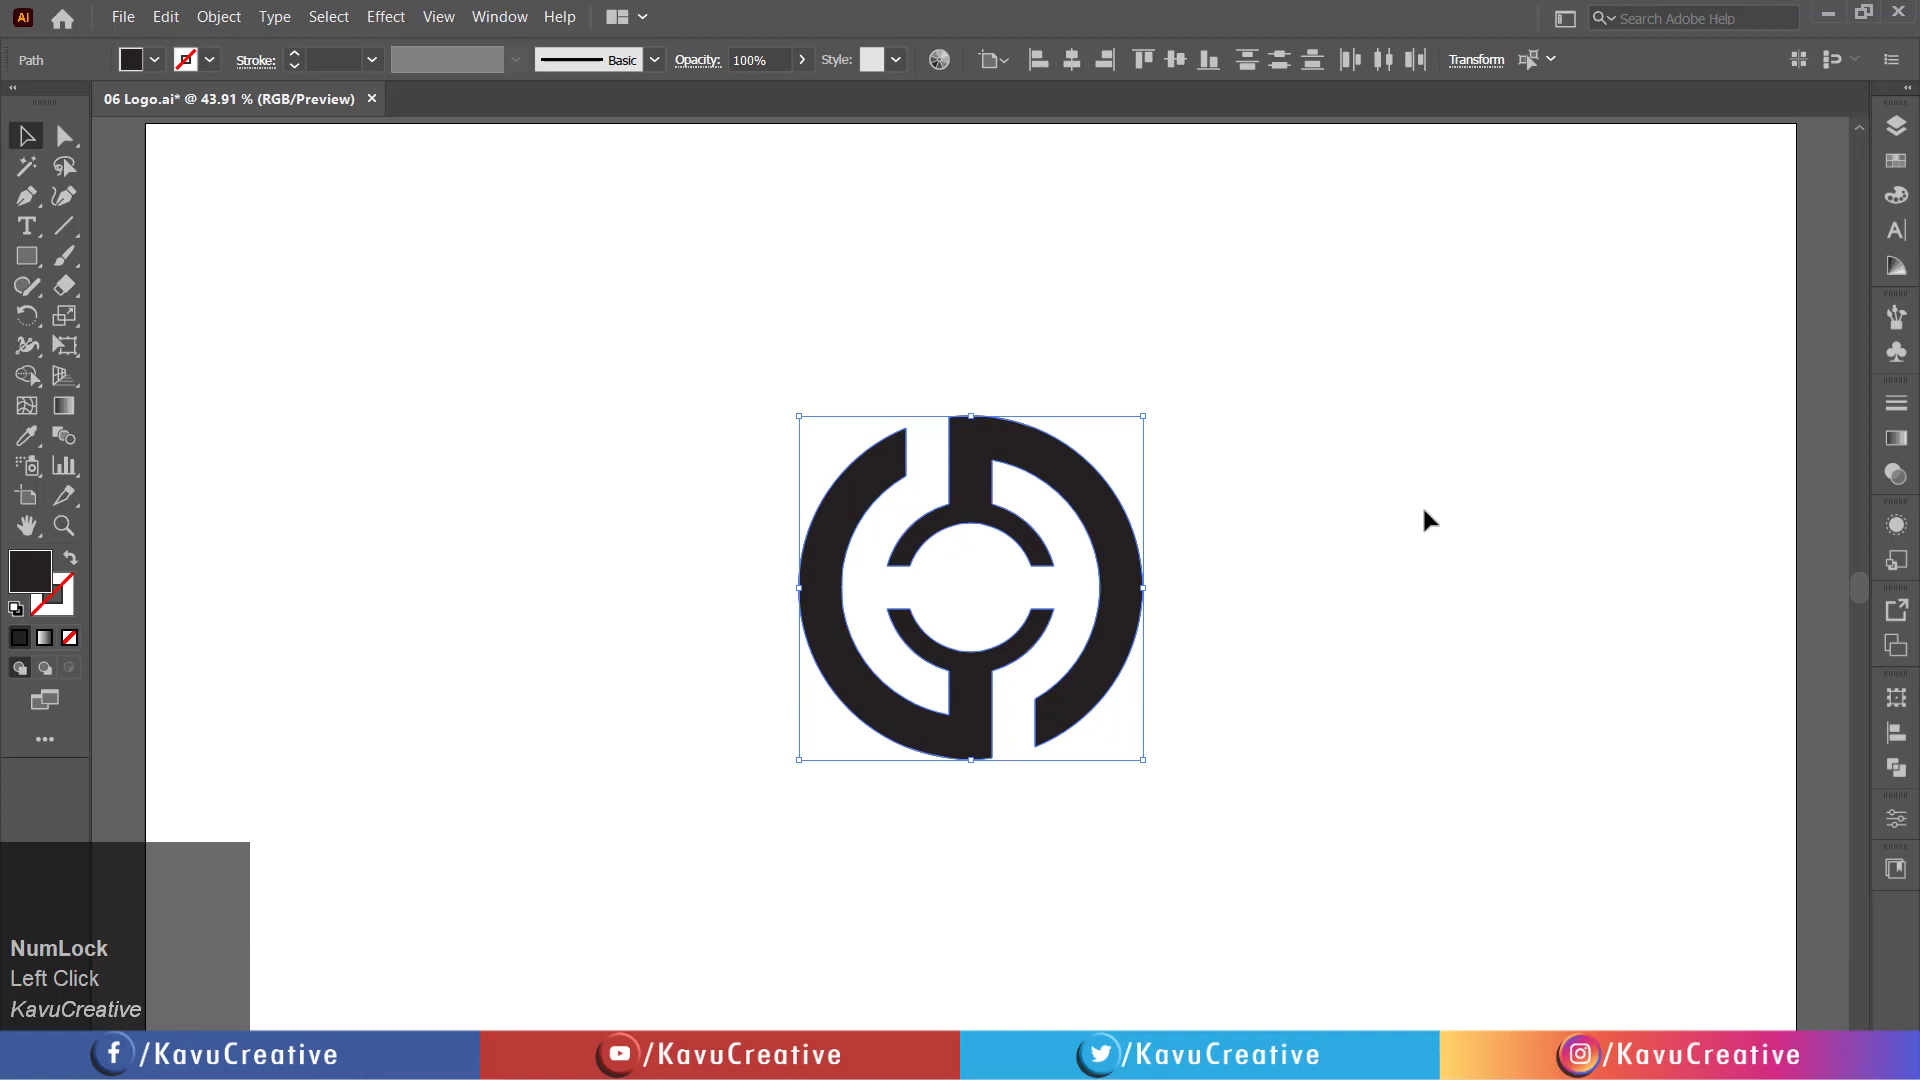 Ai File Edit Object Type Select Effect View Window Help Search Adobe Help
Path Stroke: Basic Opacity: 100% Style: Transform
06 Logo.ai* @ 43.91 % (RGB/Preview) ×
NumLock
Left Click
KavuCreative
/KavuCreative /KavuCreative /KavuCreative /KavuCreative